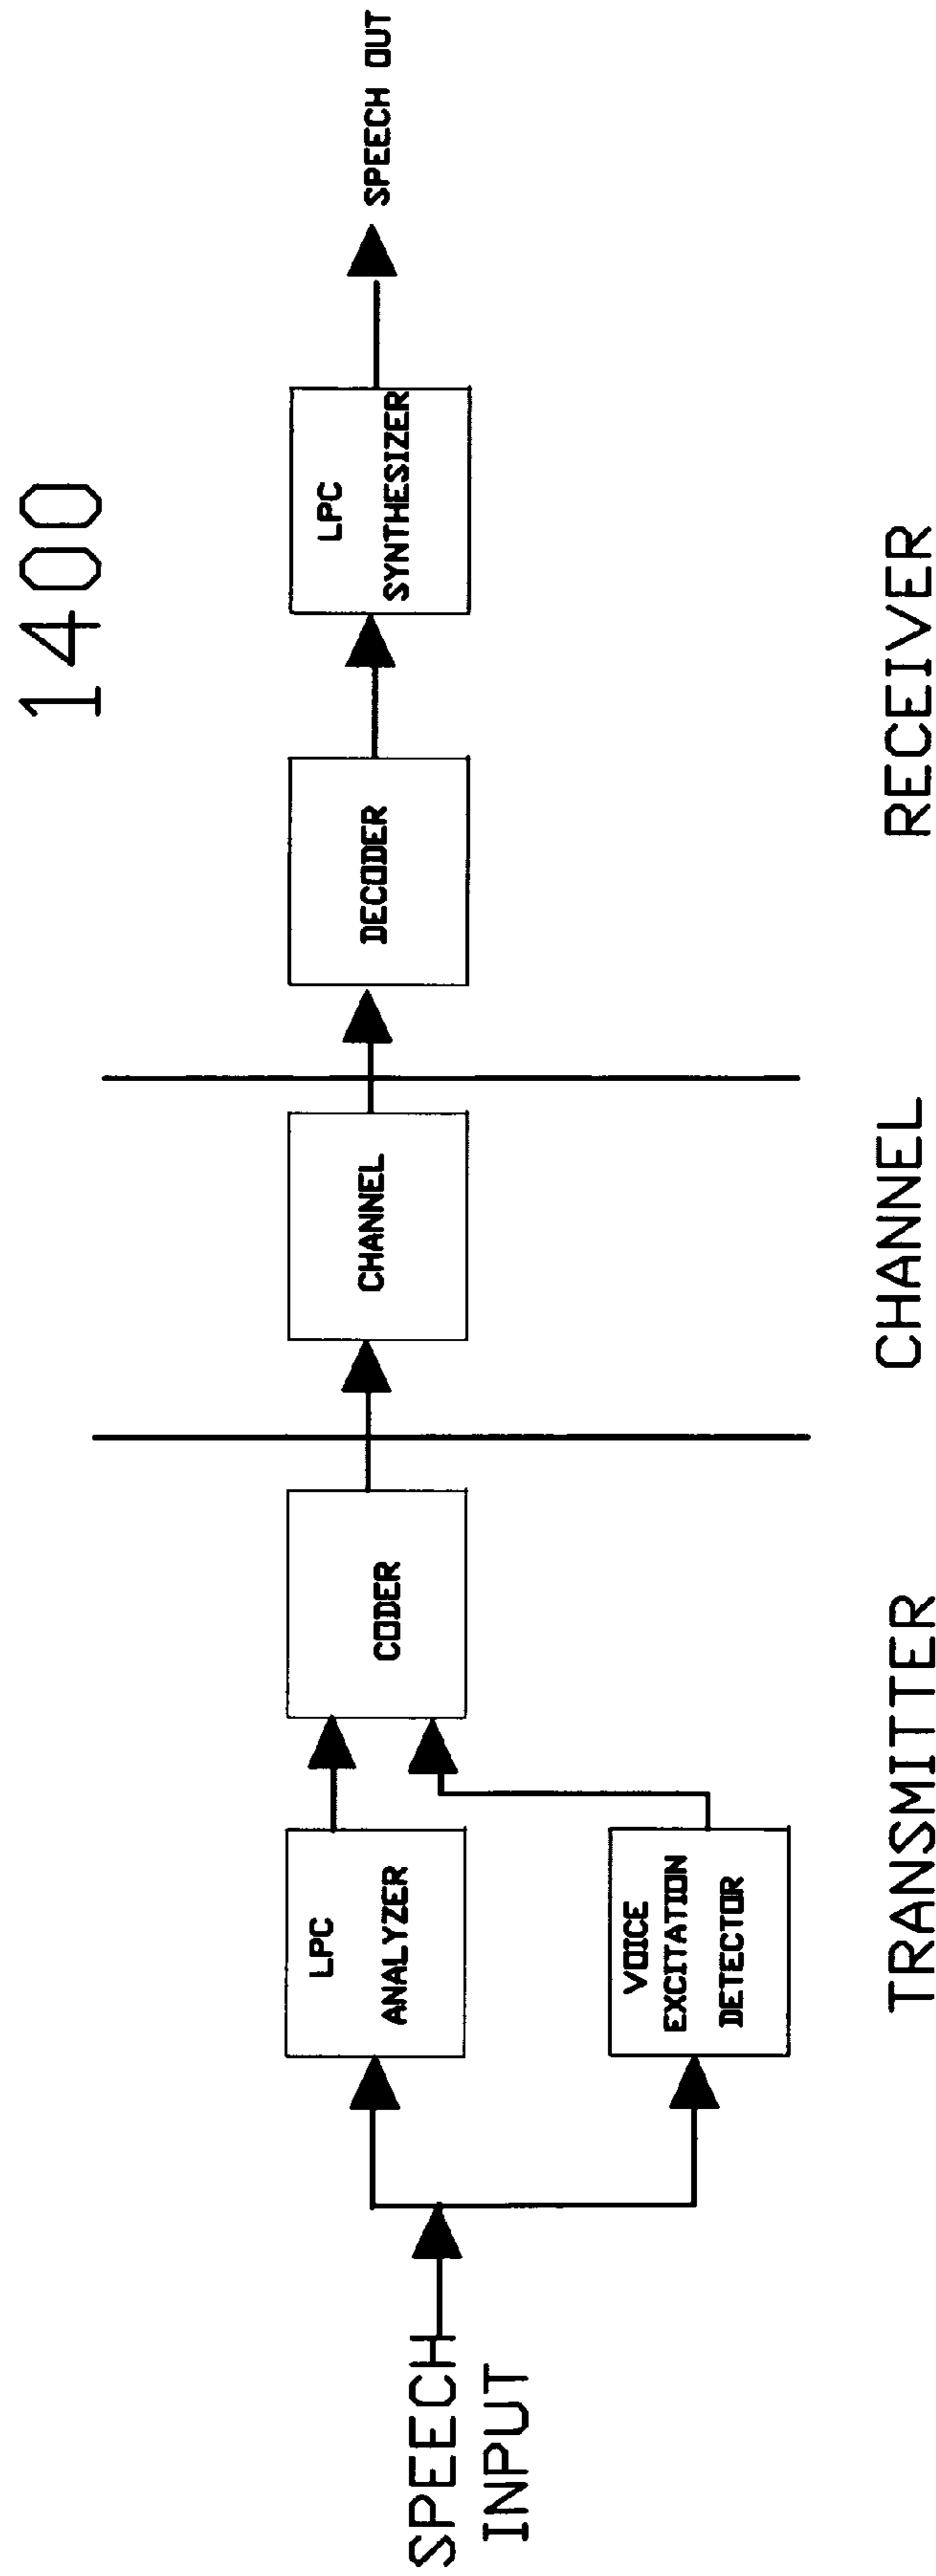 1400
SPEECH
INPUT
LPC
ANALYZER
VOICE
EXCITATION
DETECTOR
CODER
CHANNEL
DECODER
LPC
SYNTHESIZER
SPEECH OUT
TRANSMITTER
CHANNEL
RECEIVER